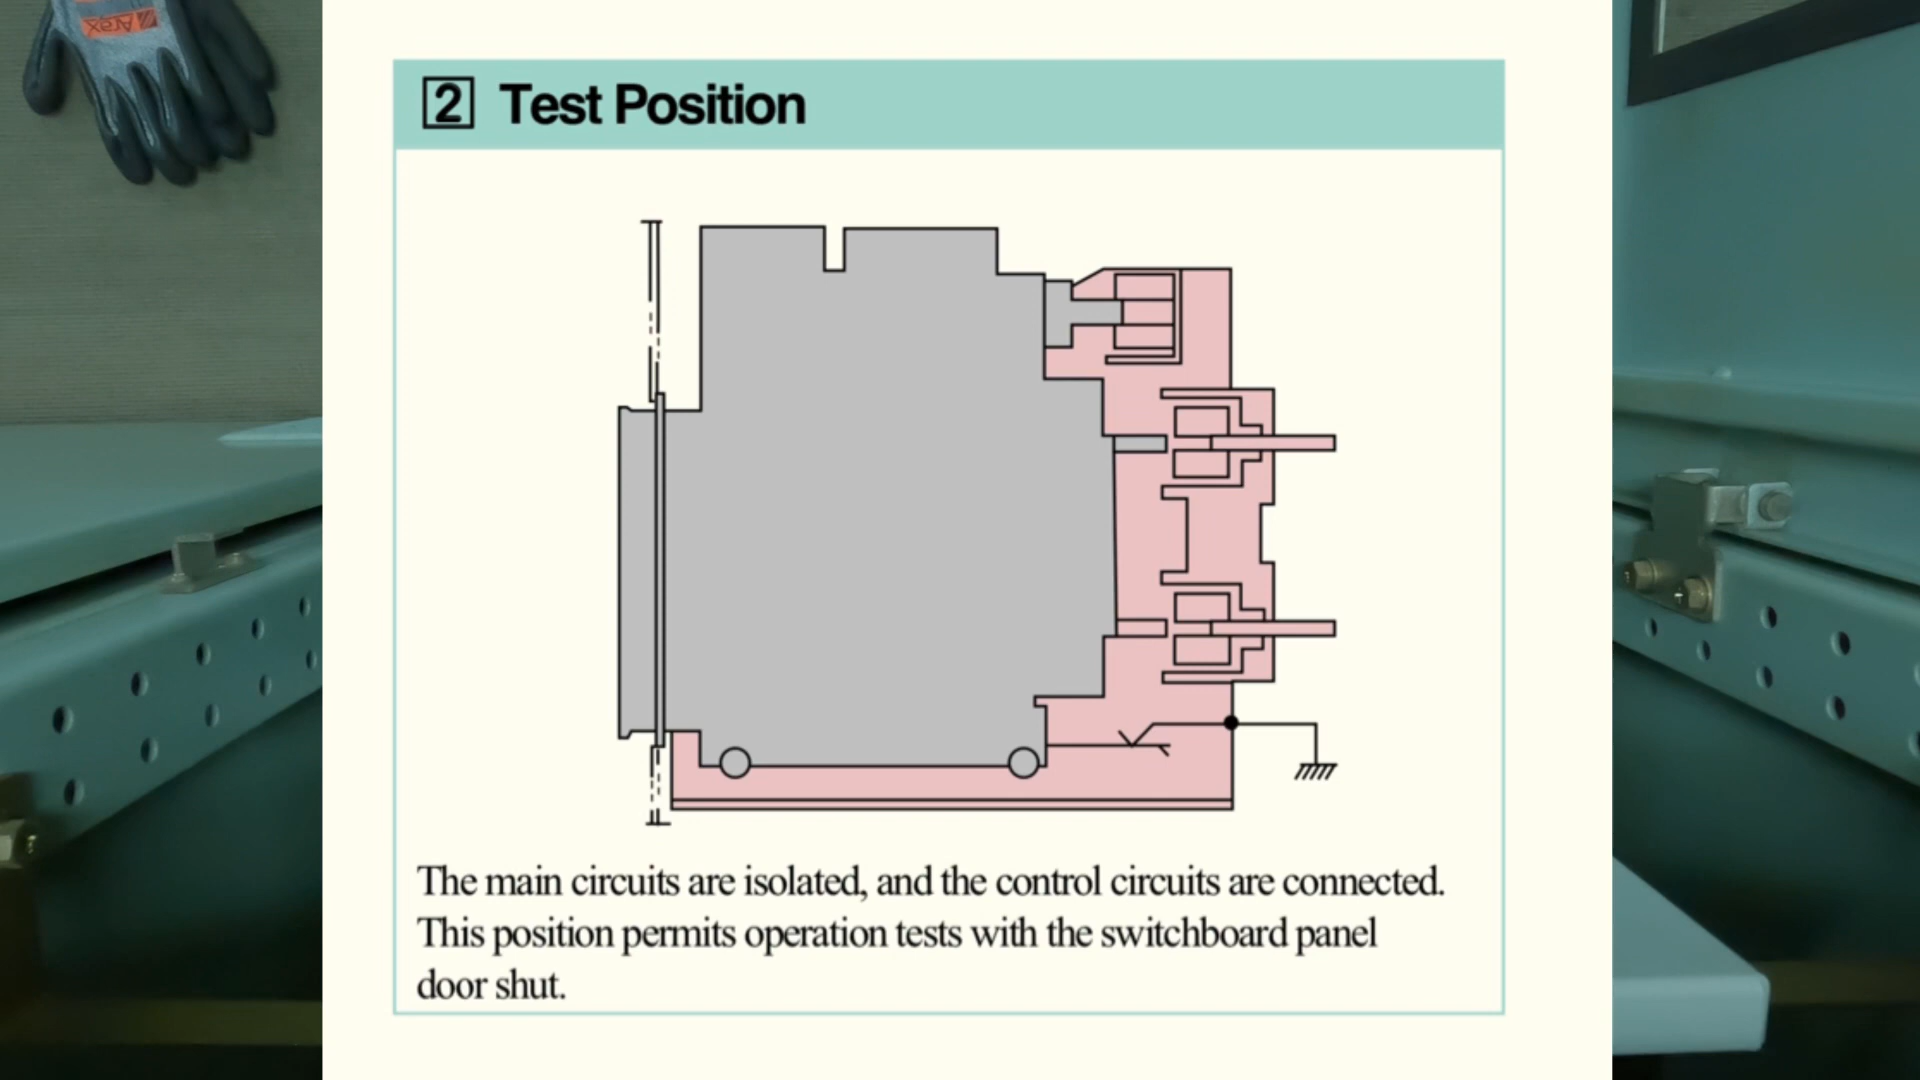 Arax
2 Test Position
The main circuits are isolated, and the control circuits are connected.
This position permits operation tests with the switchboard panel
door shut.